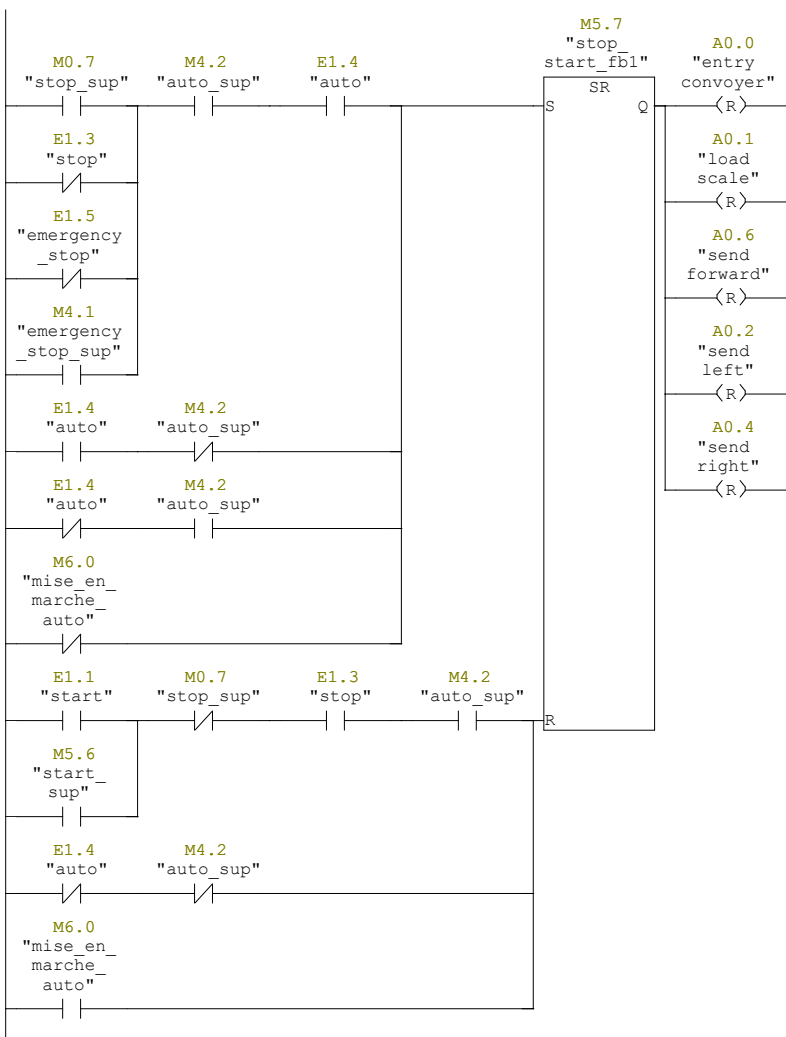 M5.7
"stop_
start_fb1"
M0.7
"stop_sup"
M4.2
"auto_sup"
E1.4
"auto"
SR
S
Q
A0.0
"entry
convoyer"
(R)
E1.3
"stop"
A0.1
"load
scale"
(R)
E1.5
"emergency
_stop"
A0.6
"send
forward"
(R)
M4.1
"emergency
_stop_sup"
A0.2
"send
left"
(R)
E1.4
"auto"
M4.2
"auto_sup"
A0.4
"send
right"
(R)
E1.4
"auto"
M4.2
"auto_sup"
M6.0
"mise_en_
marche_
auto"
E1.1
"start"
M0.7
"stop_sup"
E1.3
"stop"
M4.2
"auto_sup"
R
M5.6
"start_
sup"
E1.4
"auto"
M4.2
"auto_sup"
M6.0
"mise_en_
marche_
auto"